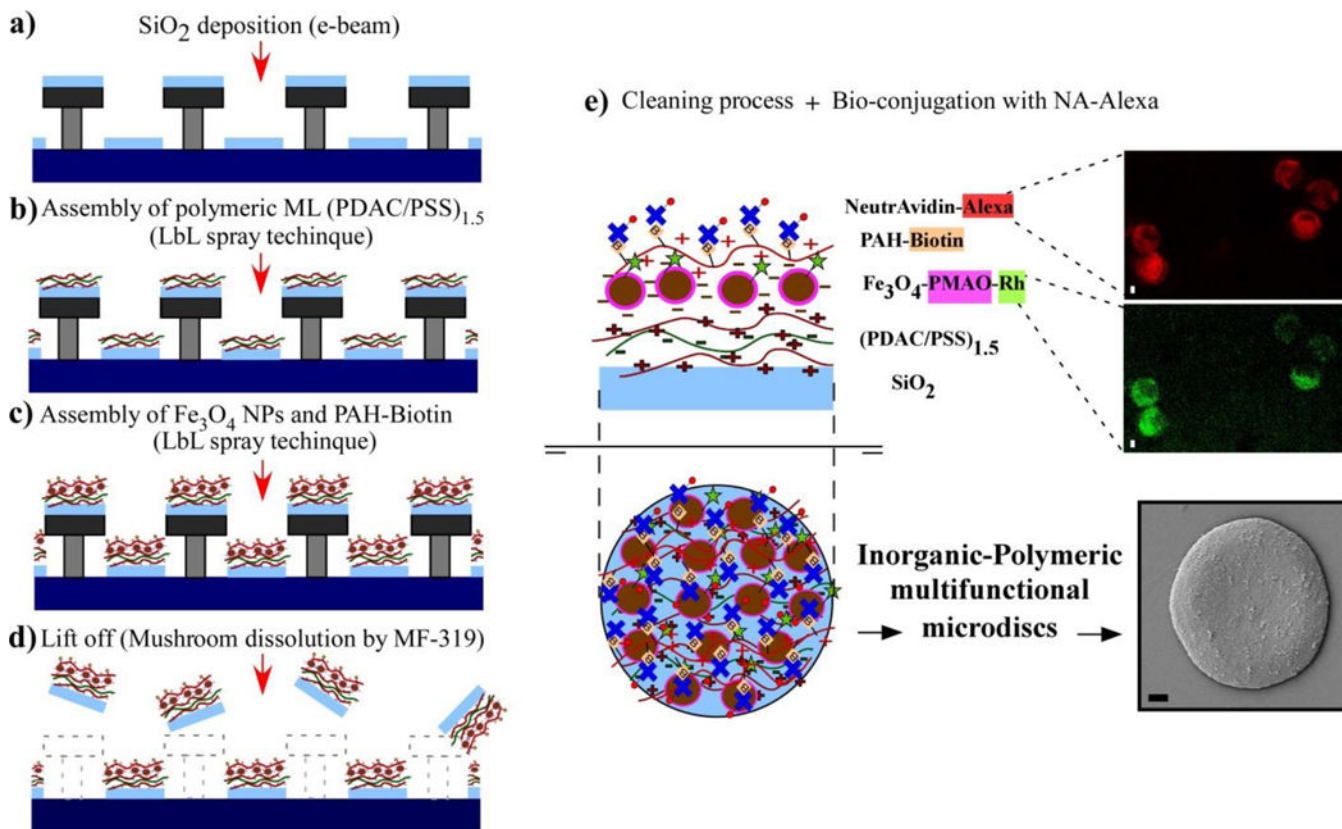 a) SiO₂ deposition (e-beam)
b) Assembly of polymeric ML (PDAC/PSS)₁.₅
(LbL spray techinque)
c) Assembly of Fe₃O₄ NPs and PAH-Biotin
(LbL spray techinque)
d) Lift off (Mushroom dissolution by MF-319)
e) Cleaning process + Bio-conjugation with NA-Alexa
NeutrAvidin-Alexa
PAH-Biotin
Fe₃O₄-PMAO-Rh
(PDAC/PSS)₁.₅
SiO₂
Inorganic-Polymeric
multifunctional
microdiscs